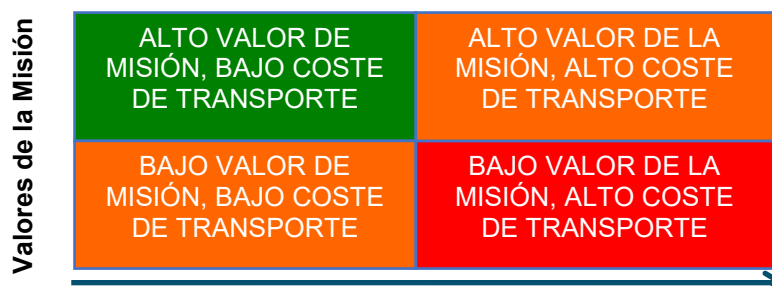 Valores de la Misión
ALTO VALOR DE
MISIÓN, BAJO COSTE
DE TRANSPORTE
ALTO VALOR DE LA
MISIÓN, ALTO COSTE
DE TRANSPORTE
BAJO VALOR DE
MISIÓN, BAJO COSTE
DE TRANSPORTE
BAJO VALOR DE LA
MISIÓN, ALTO COSTE
DE TRANSPORTE